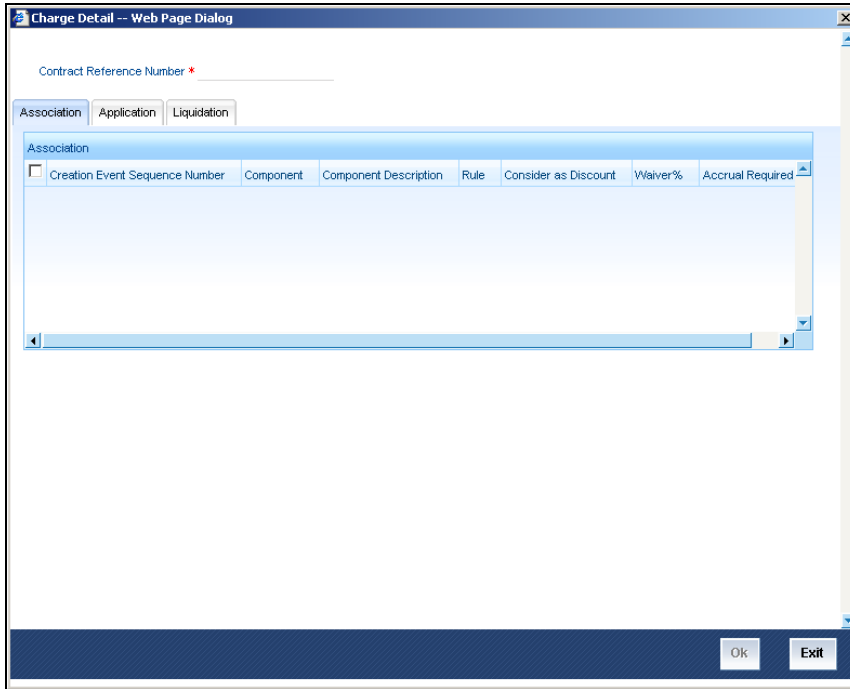 Charge Detail -- Web Page Dialog
Contract Reference Number *
Association Application Liquidation
Association
Creation Event Sequence Number Component Component Description Rule Consider as Discount Waiver% Accrual Required
Ok Exit